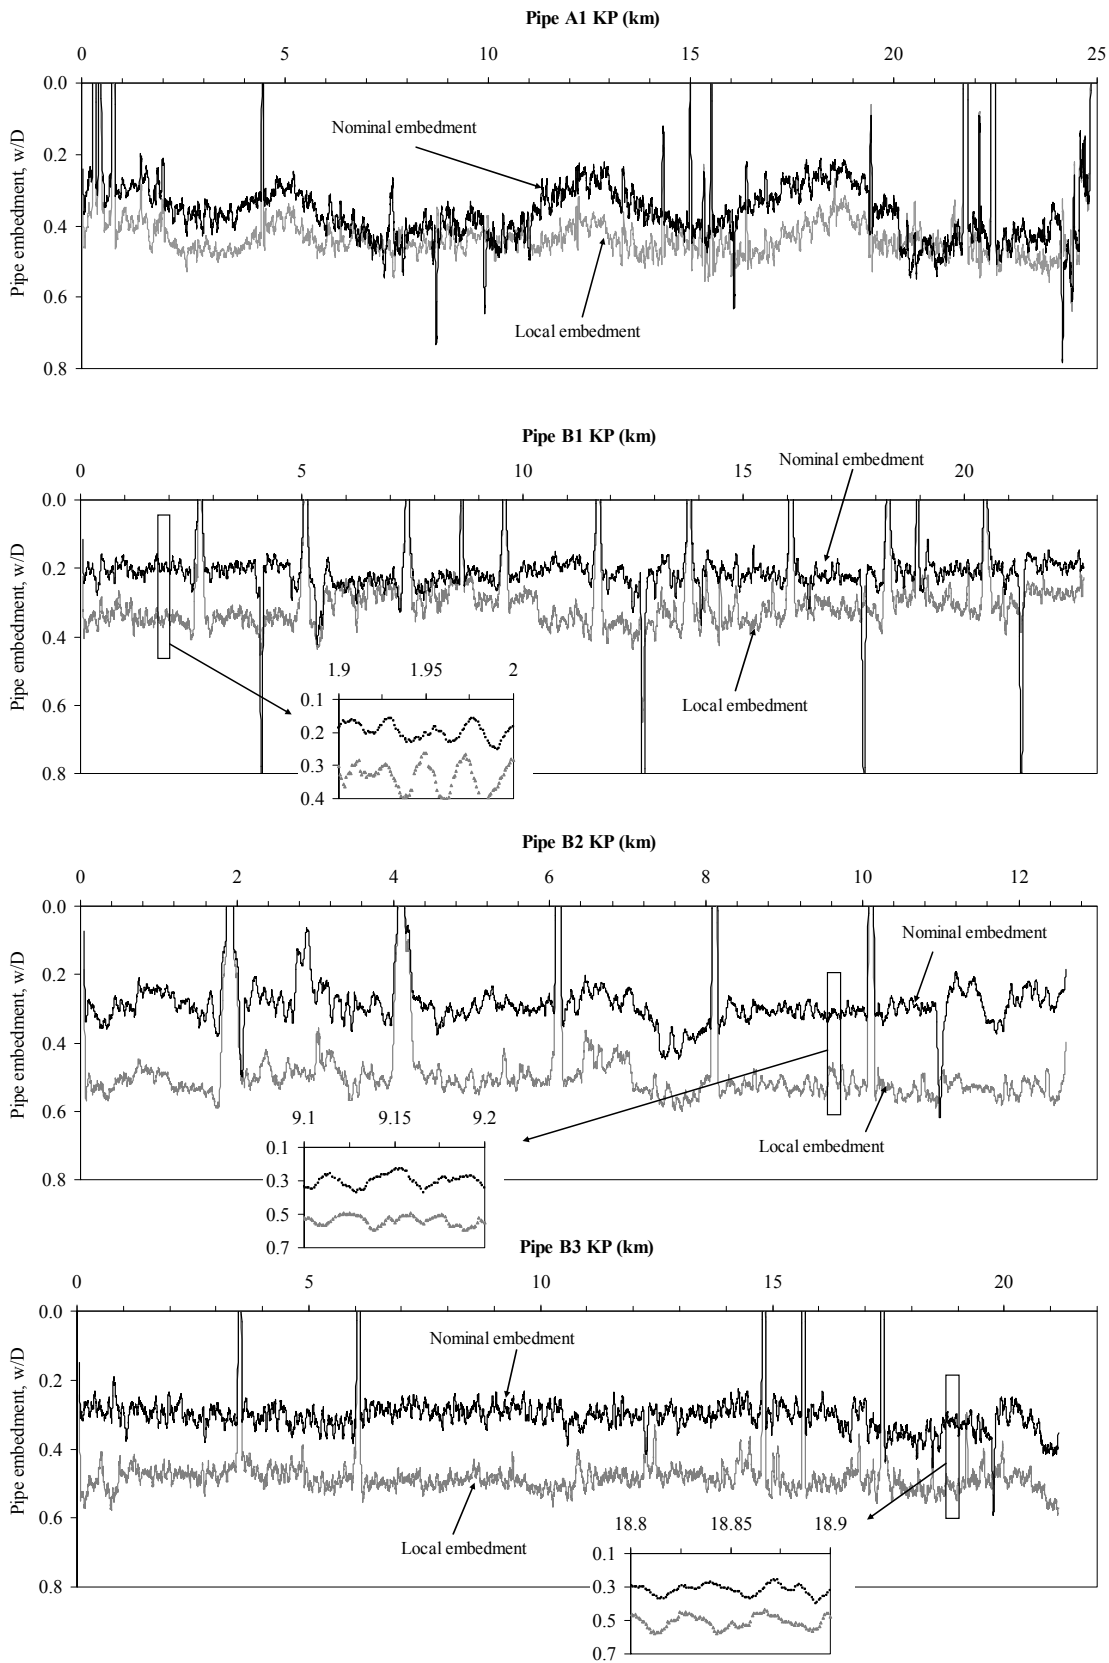 Pipe A1 KP (km)
0 5 10 15 20 25
0.0
0.2
0.4
0.6
0.8
Pipe embedment, w/D
Nominal embedment
Local embedment
Pipe B1 KP (km)
0 5 10 15 20
Nominal embedment
0.0
0.2
0.4
0.6
0.8
Pipe embedment, w/D
Local embedment
1.9 1.95 2
0.1
0.2
0.3
0.4
Pipe B2 KP (km)
0 2 4 6 8 10 12
0.0
0.2
0.4
0.6
0.8
Pipe embedment, w/D
Nominal embedment
Local embedment
9.1 9.15 9.2
0.1
0.3
0.5
0.7
Pipe B3 KP (km)
0 5 10 15 20
0.0
0.2
0.4
0.6
0.8
Pipe embedment, w/D
Nominal embedment
Local embedment
18.8 18.85 18.9
0.1
0.3
0.5
0.7